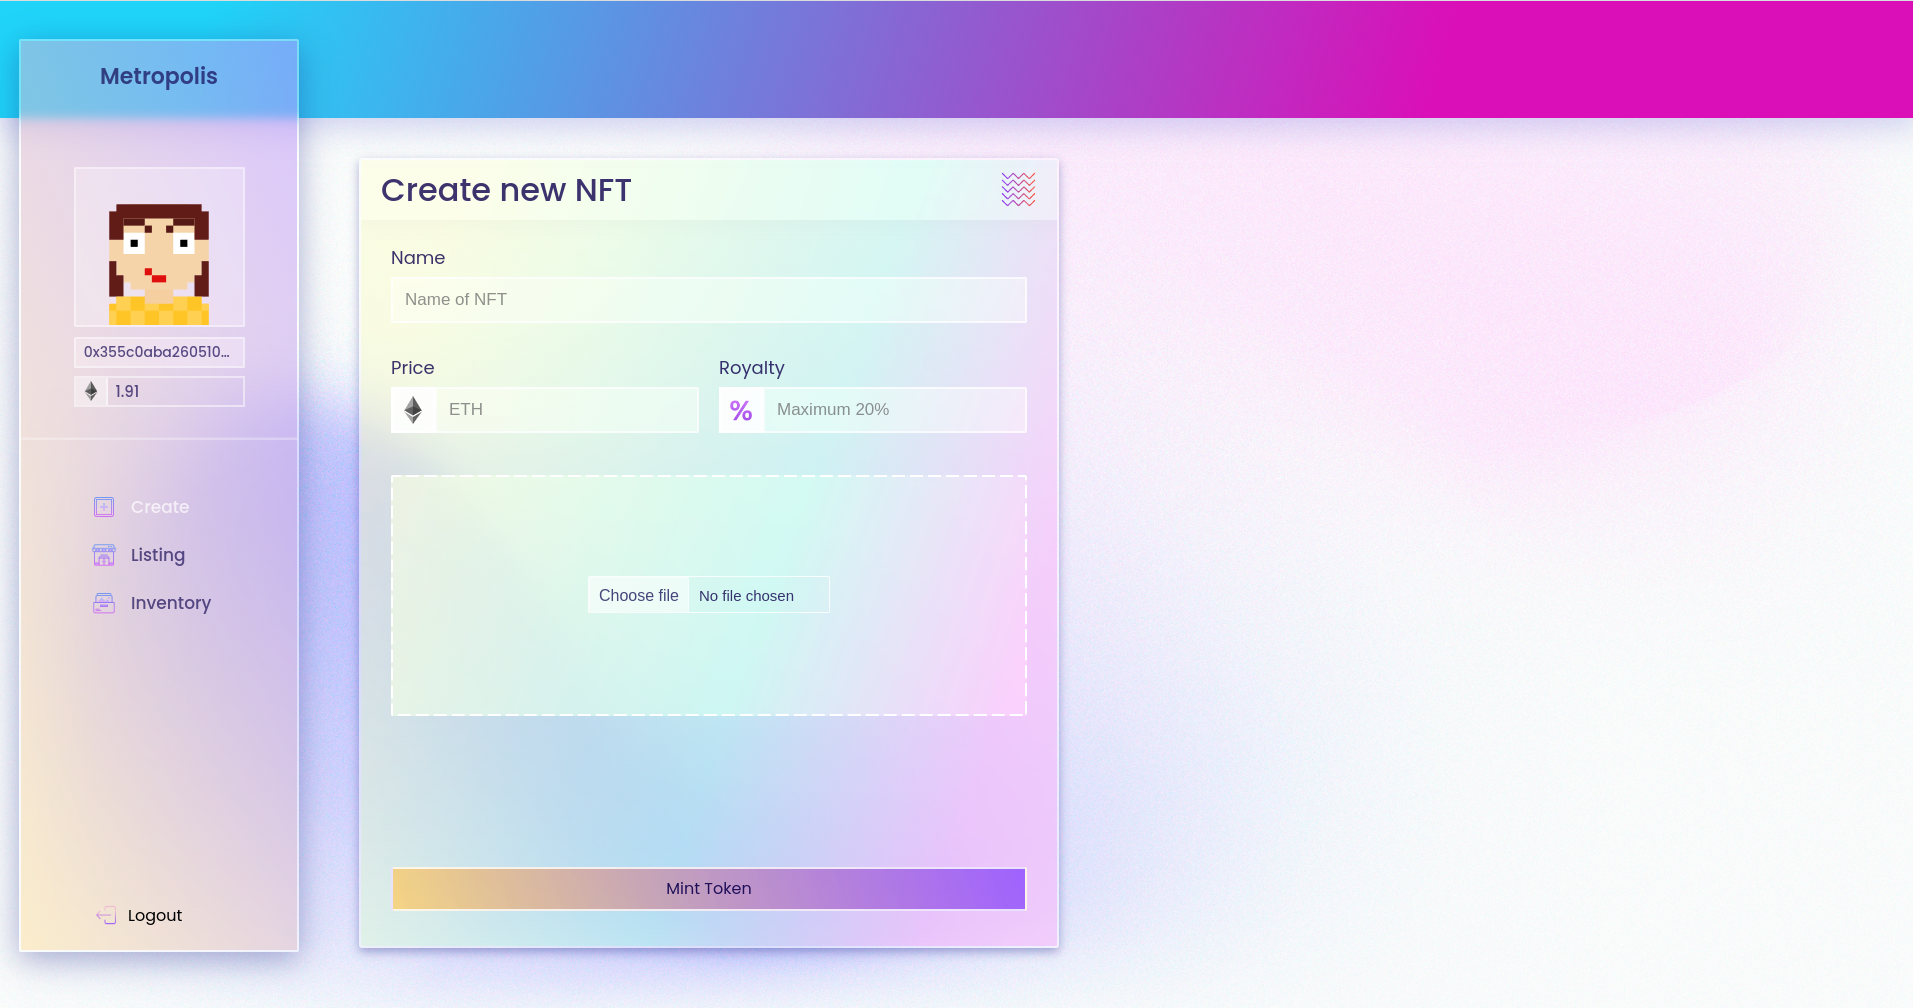 Metropolis
0x355c0aba260510...
1.91
Create
Listing
Inventory
Logout
Create new NFT
Name
Name of NFT
Price
Royalty
ETH
%
Maximum 20%
Choose file
No file chosen
Mint Token